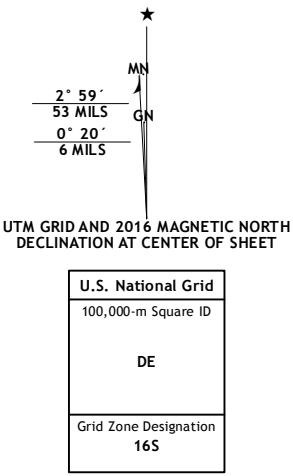 ★
MN
2° 59´
53 MILS
GN
0° 20´
6 MILS
UTM GRID AND 2016 MAGNETIC NORTH
DECLINATION AT CENTER OF SHEET
U.S. National Grid
100,000-m Square ID
DE
Grid Zone Designation
16S